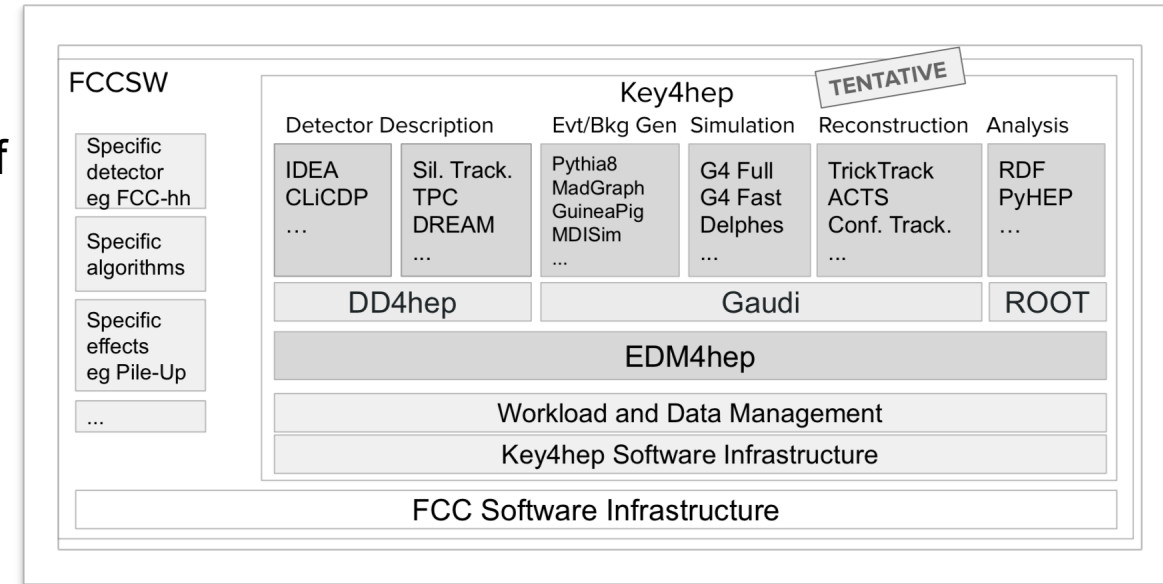 f
FCCSW
Specific
detector
eg FCC-hh
Specific
algorithms
Specific
effects
eg Pile-Up
...
Key4hep
TENTATIVE
Detector Description
Evt/Bkg Gen
Simulation
Reconstruction
Analysis
IDEA
CLiCDP
...
Sil. Track.
TPC
DREAM
...
Pythia8
MadGraph
GuineaPig
MDISim
...
G4 Full
G4 Fast
Delphes
...
TrickTrack
ACTS
Conf. Track.
...
RDF
PyHEP
...
DD4hep
Gaudi
ROOT
EDM4hep
Workload and Data Management
Key4hep Software Infrastructure
FCC Software Infrastructure